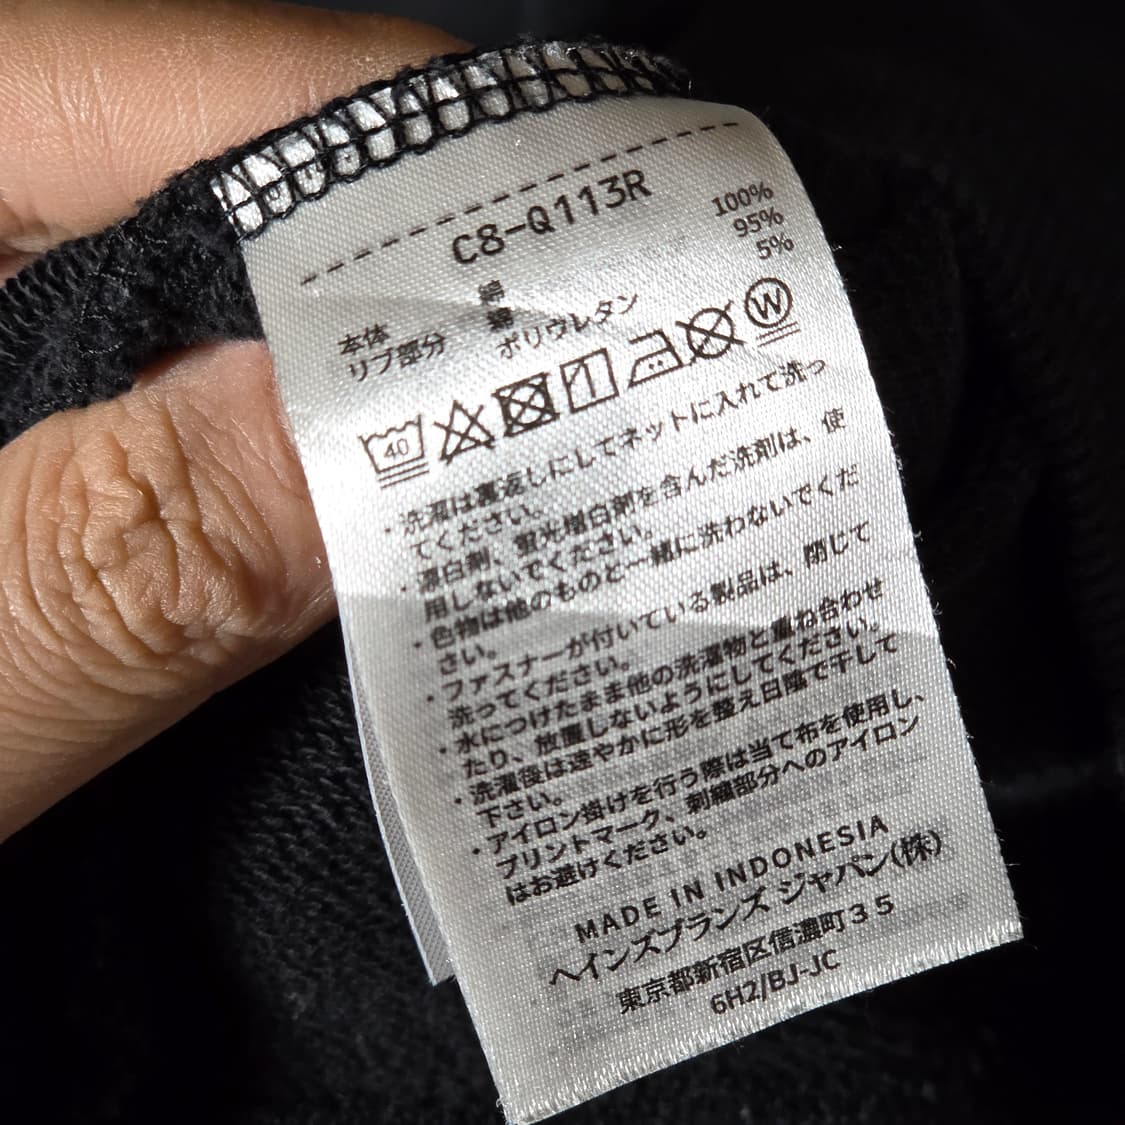 C8-Q113R
本体 綿 100%
リブ部分 綿 95%
ポリウレタン 5%
40
W
・洗濯は裏返しにしてネットに入れて洗っ
てください。
・漂白剤、蛍光増白剤を含んだ洗剤は、使
用しないでください。
・色物は他のものと一緒に洗わないでくだ
さい。
・ファスナーが付いている製品は、閉じて
洗ってください。
・水につけたまま他の洗濯物と重ね合わせ
たり、放置しないようにしてください。
・洗濯後は速やかに形を整え日陰で干して
下さい。
・アイロン掛けを行う際は当て布を使用し、
プリントマーク、刺繍部分へのアイロン
はお避けください。
MADE IN INDONESIA
ヘインズブランズ ジャパン(株)
東京都新宿区信濃町35
6H2/BJ-JC